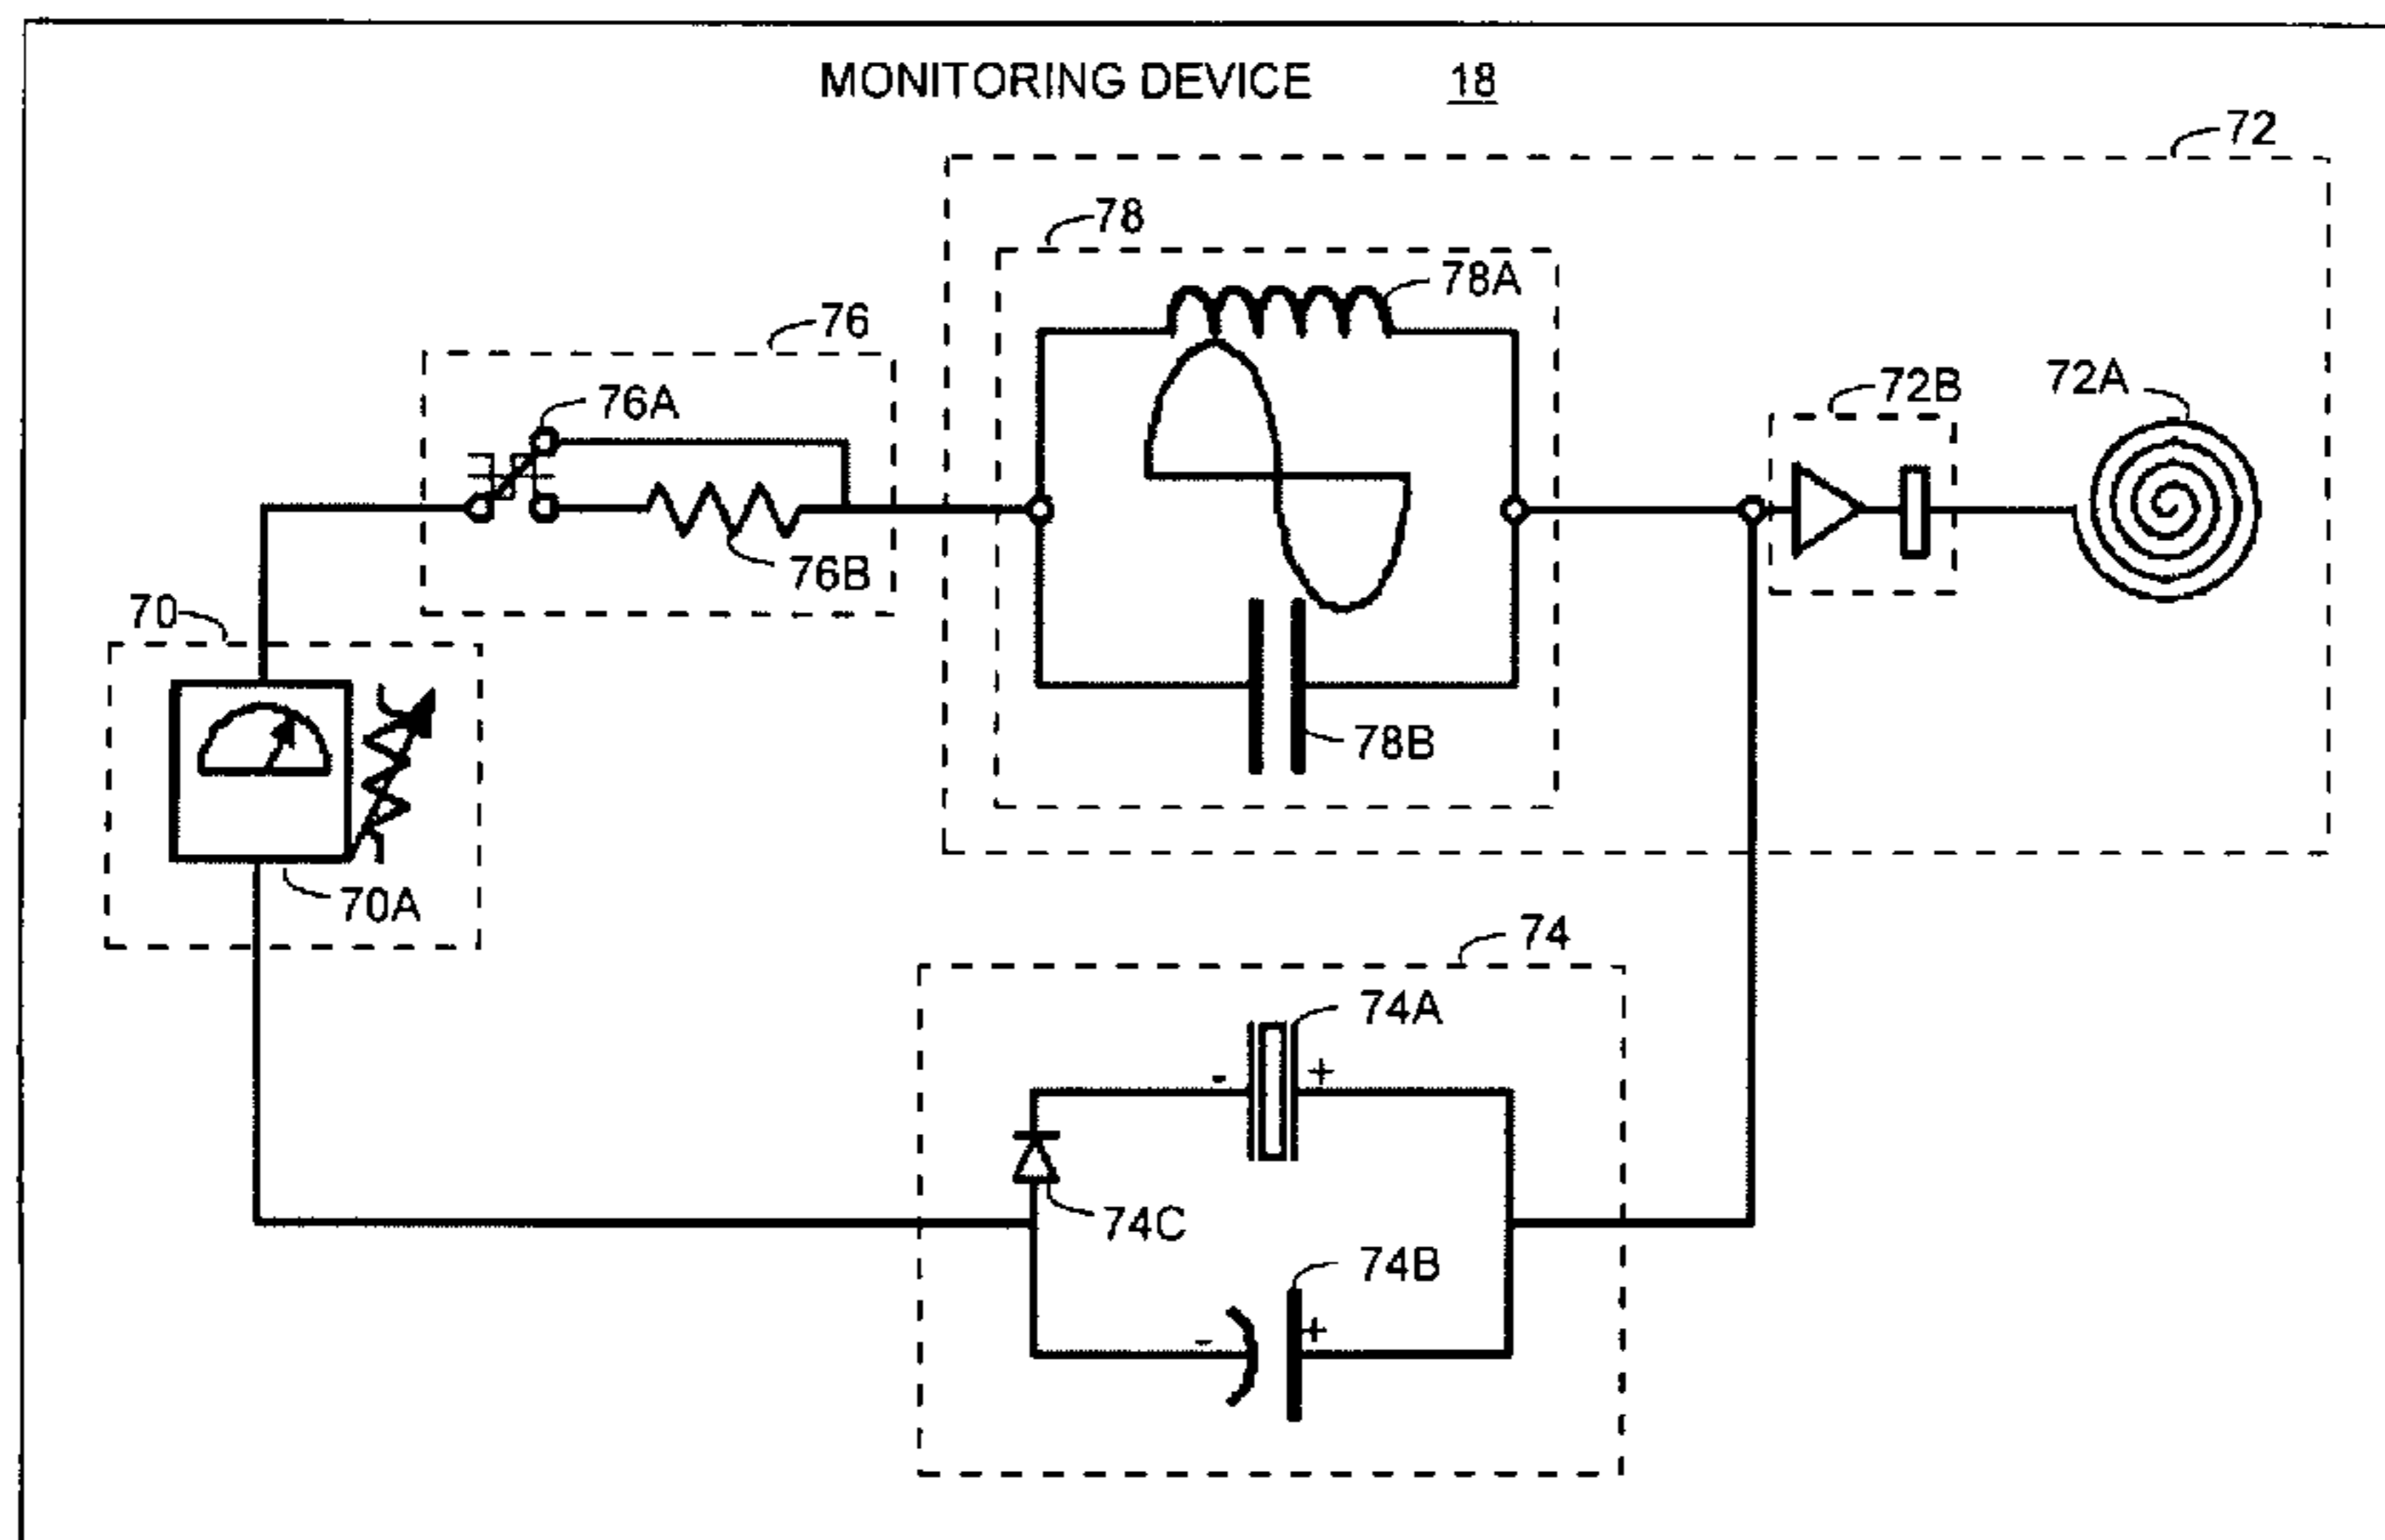 MONITORING DEVICE 18
72
78
78A
76
76A
72B
72A
76B
70
78B
70A
74
74A
- +
74C
74B
- +